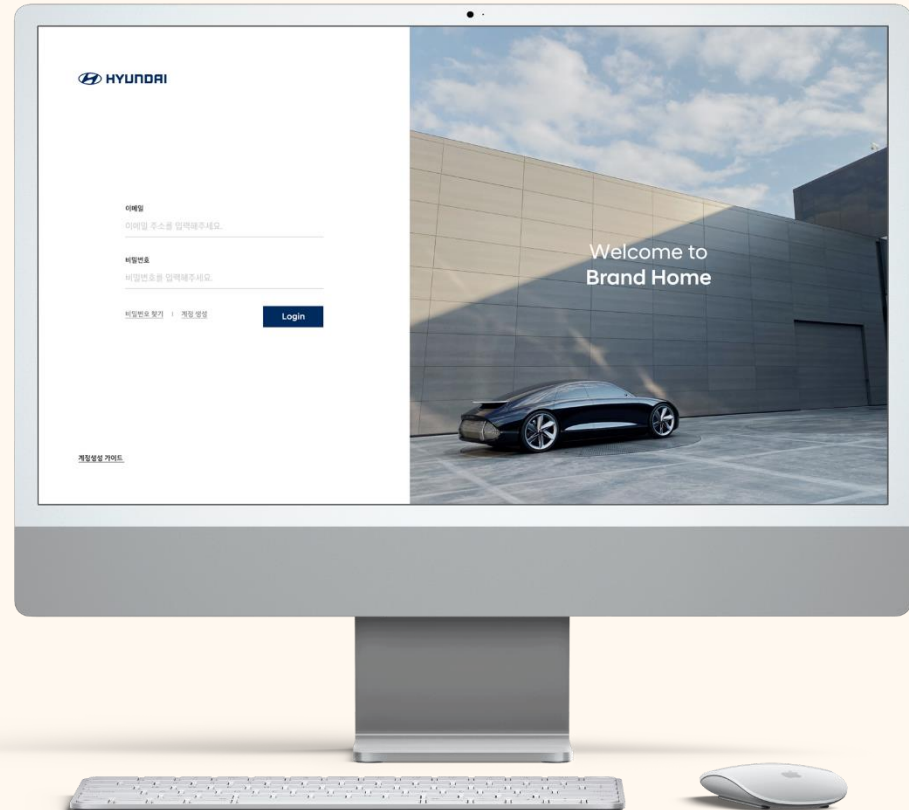 HYUNDAI
이메일
이메일 주소를 입력해주세요.
비밀번호
비밀번호를 입력해주세요.
비밀번호 찾기 | 계정 생성
Login
계정생성 가이드
Welcome to
Brand Home